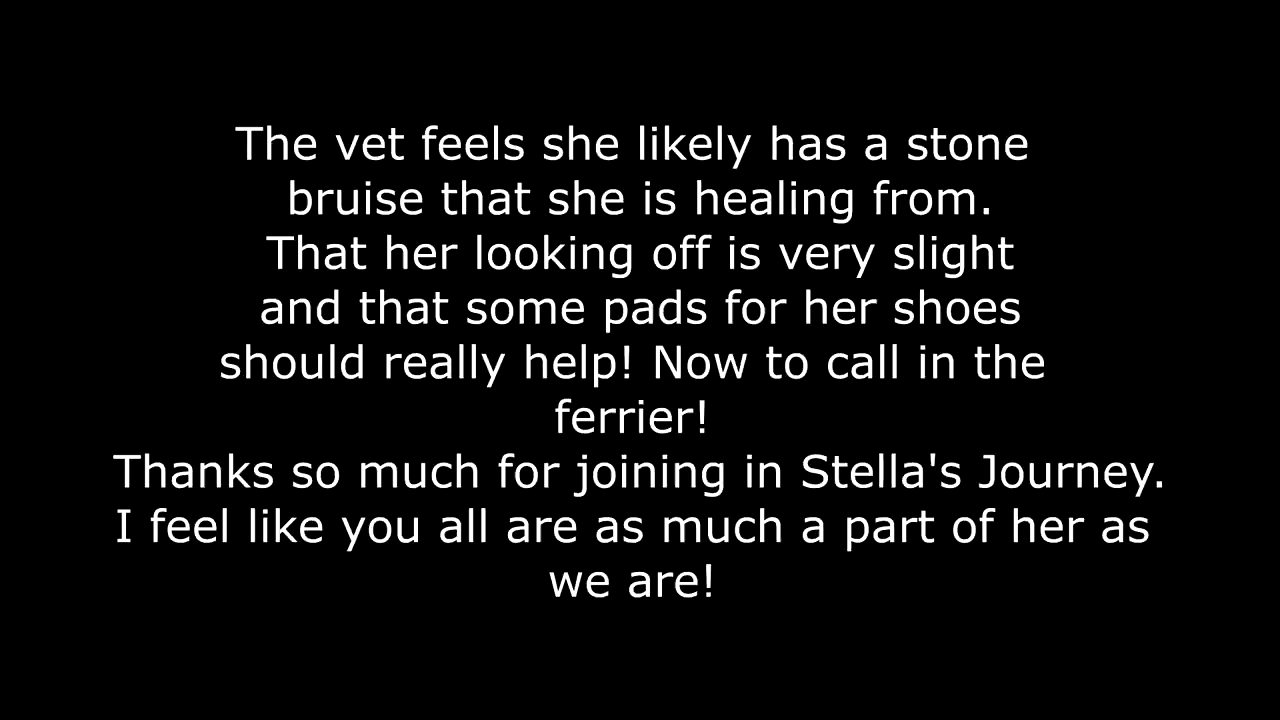 The vet feels she likely has a stone
bruise that she is healing from.
That her looking off is very slight
and that some pads for her shoes
should really help! Now to call in the
ferrier!
Thanks so much for joining in Stella's Journey.
I feel like you all are as much a part of her as
we are!